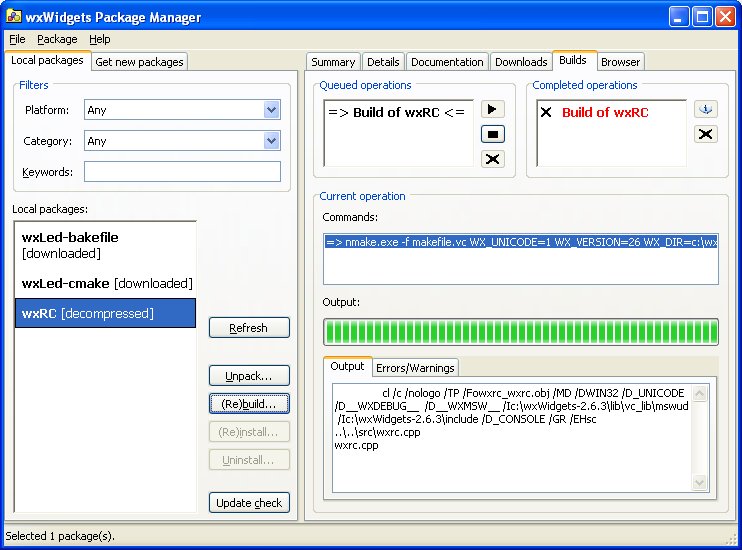 wxWidgets Package Manager
File Package Help
Local packages
Get new packages
Filters
Platform: Any
Category: Any
Keywords:
Local packages:
wxLed-bakefile
[downloaded]
wxLed-cmake [downloaded]
wxRC [decompressed]
Refresh
Unpack...
(Re)build...
(Re)install...
Uninstall...
Update check
Summary
Details
Documentation
Downloads
Builds
Browser
Queued operations
=> Build of wxRC <=
Completed operations
Build of wxRC
Current operation
Commands:
=> nmake.exe -f makefile.vc WX_UNICODE=1 WX_VERSION=26 WX_DIR=c:\wx
Output:
Output
Errors/Warnings
cl /c /nologo /TP /Fowxrc_wxrc.obj /MD /DWIN32 /D_UNICODE
/D__WXDEBUG__ /D__WXMSW__ /Ic:\wxWidgets-2.6.3\lib\vc_lib\mswud
/Ic:\wxWidgets-2.6.3\include /D_CONSOLE /GR /EHsc
..\..\src\wxrc.cpp
wxrc.cpp
Selected 1 package(s).